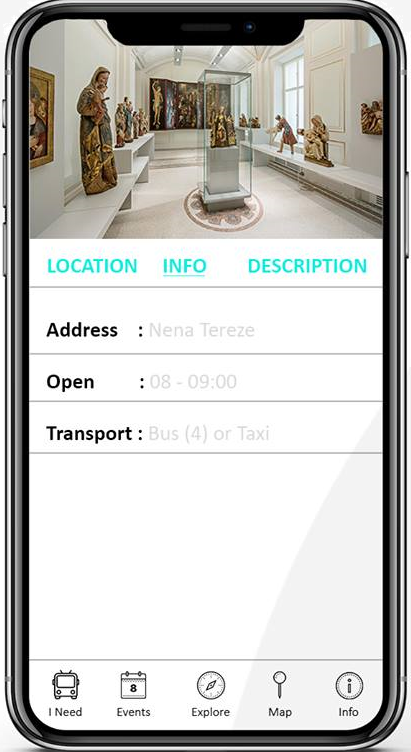 LOCATION INFO DESCRIPTION
Address : Nena Tereze
Open : 08 - 09:00
Transport : Bus (4) or Taxi
8
I Need Events Explore Map Info